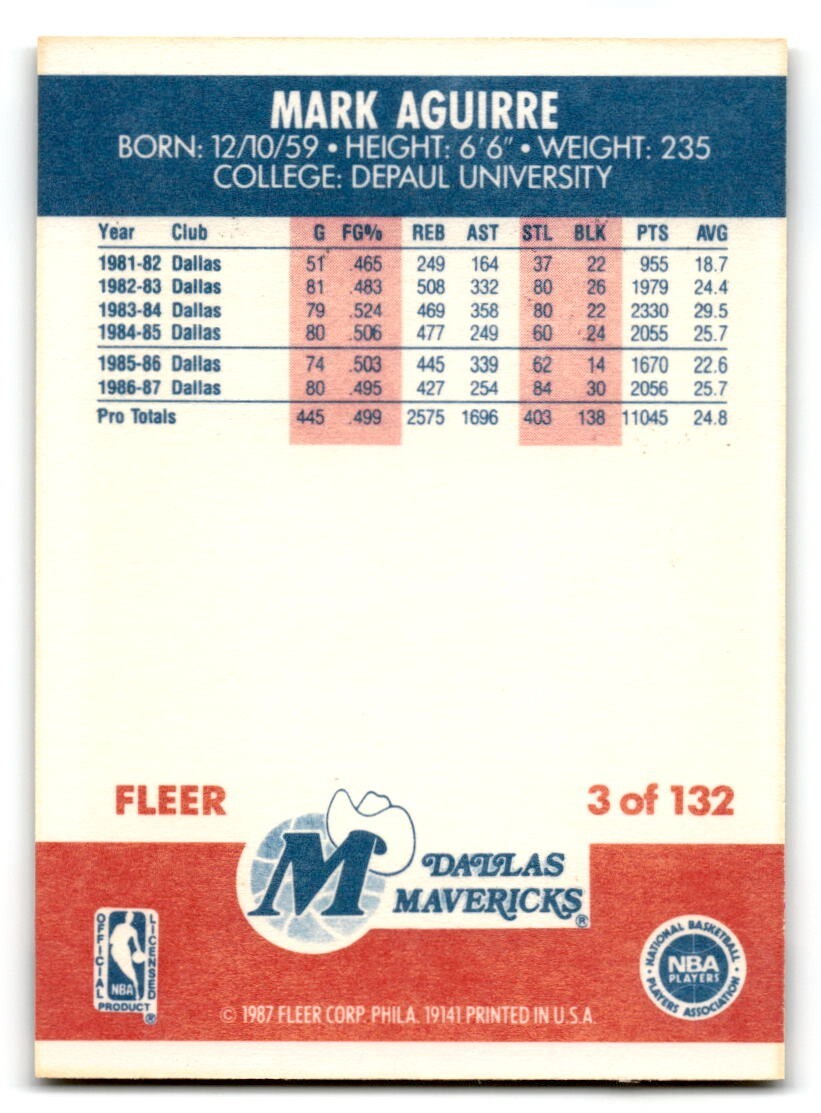 MARK AGUIRRE
BORN: 12/10/59 • HEIGHT: 6'6" • WEIGHT: 235
COLLEGE: DEPAUL UNIVERSITY
Year Club G FG% REB AST STL BLK PTS AVG
1981-82 Dallas 51 .465 249 164 37 22 955 18.7
1982-83 Dallas 81 .483 508 332 80 26 1979 24.4
1983-84 Dallas 79 .524 469 358 80 22 2330 29.5
1984-85 Dallas 80 .506 477 249 60 24 2055 25.7
1985-86 Dallas 74 .503 445 339 62 14 1670 22.6
1986-87 Dallas 80 .495 427 254 84 30 2056 25.7
Pro Totals 445 .499 2575 1696 403 138 11045 24.8
FLEER 3 of 132
M
DALLAS
MAVERICKS®
OFFICIAL LICENSED
NBA
PRODUCT ®
NATIONAL BASKETBALL
NBA
PLAYERS
PLAYERS ASSOCIATION
© 1987 FLEER CORP. PHILA. 19141 PRINTED IN U.S.A.